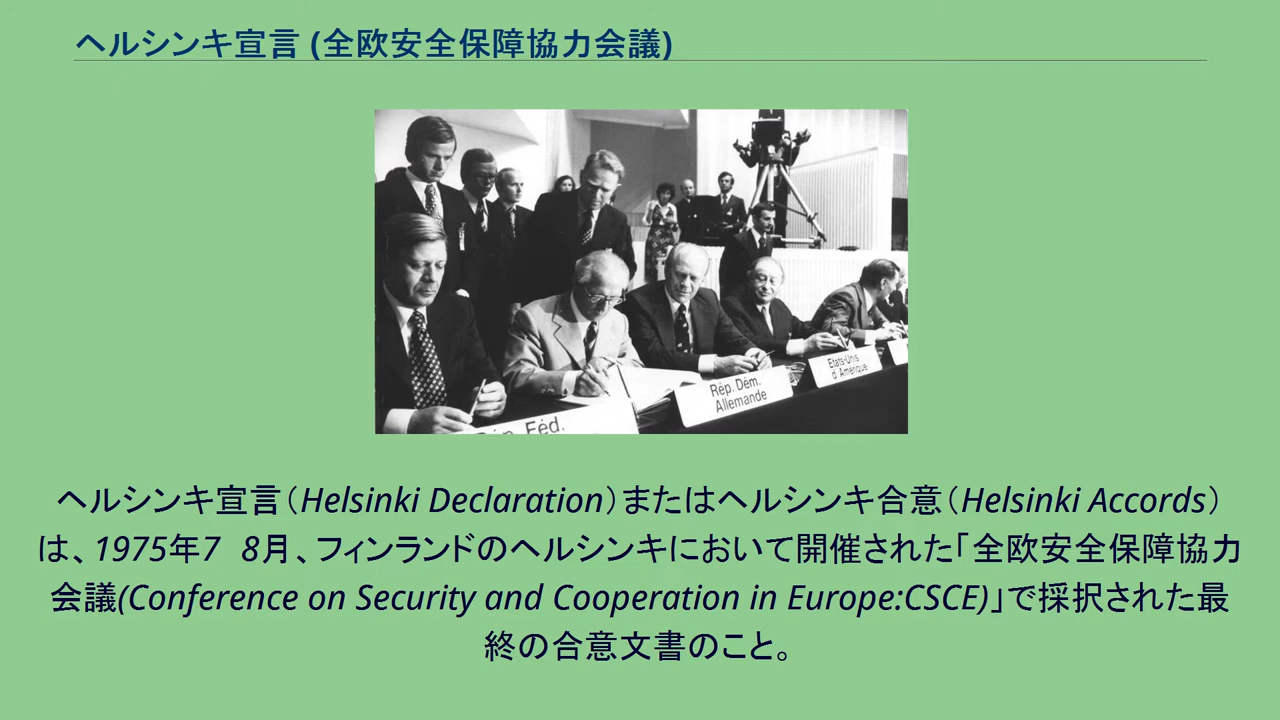 ヘルシンキ宣言 (全欧安全保障協力会議)
Féd.
Rép. Dém.
Allemande
Etats-Unis
d'Amérique
ヘルシンキ宣言（Helsinki Declaration）またはヘルシンキ合意（Helsinki Accords）
は、1975年7 8月、フィンランドのヘルシンキにおいて開催された「全欧安全保障協力
会議(Conference on Security and Cooperation in Europe:CSCE)」で採択された最
終の合意文書のこと。